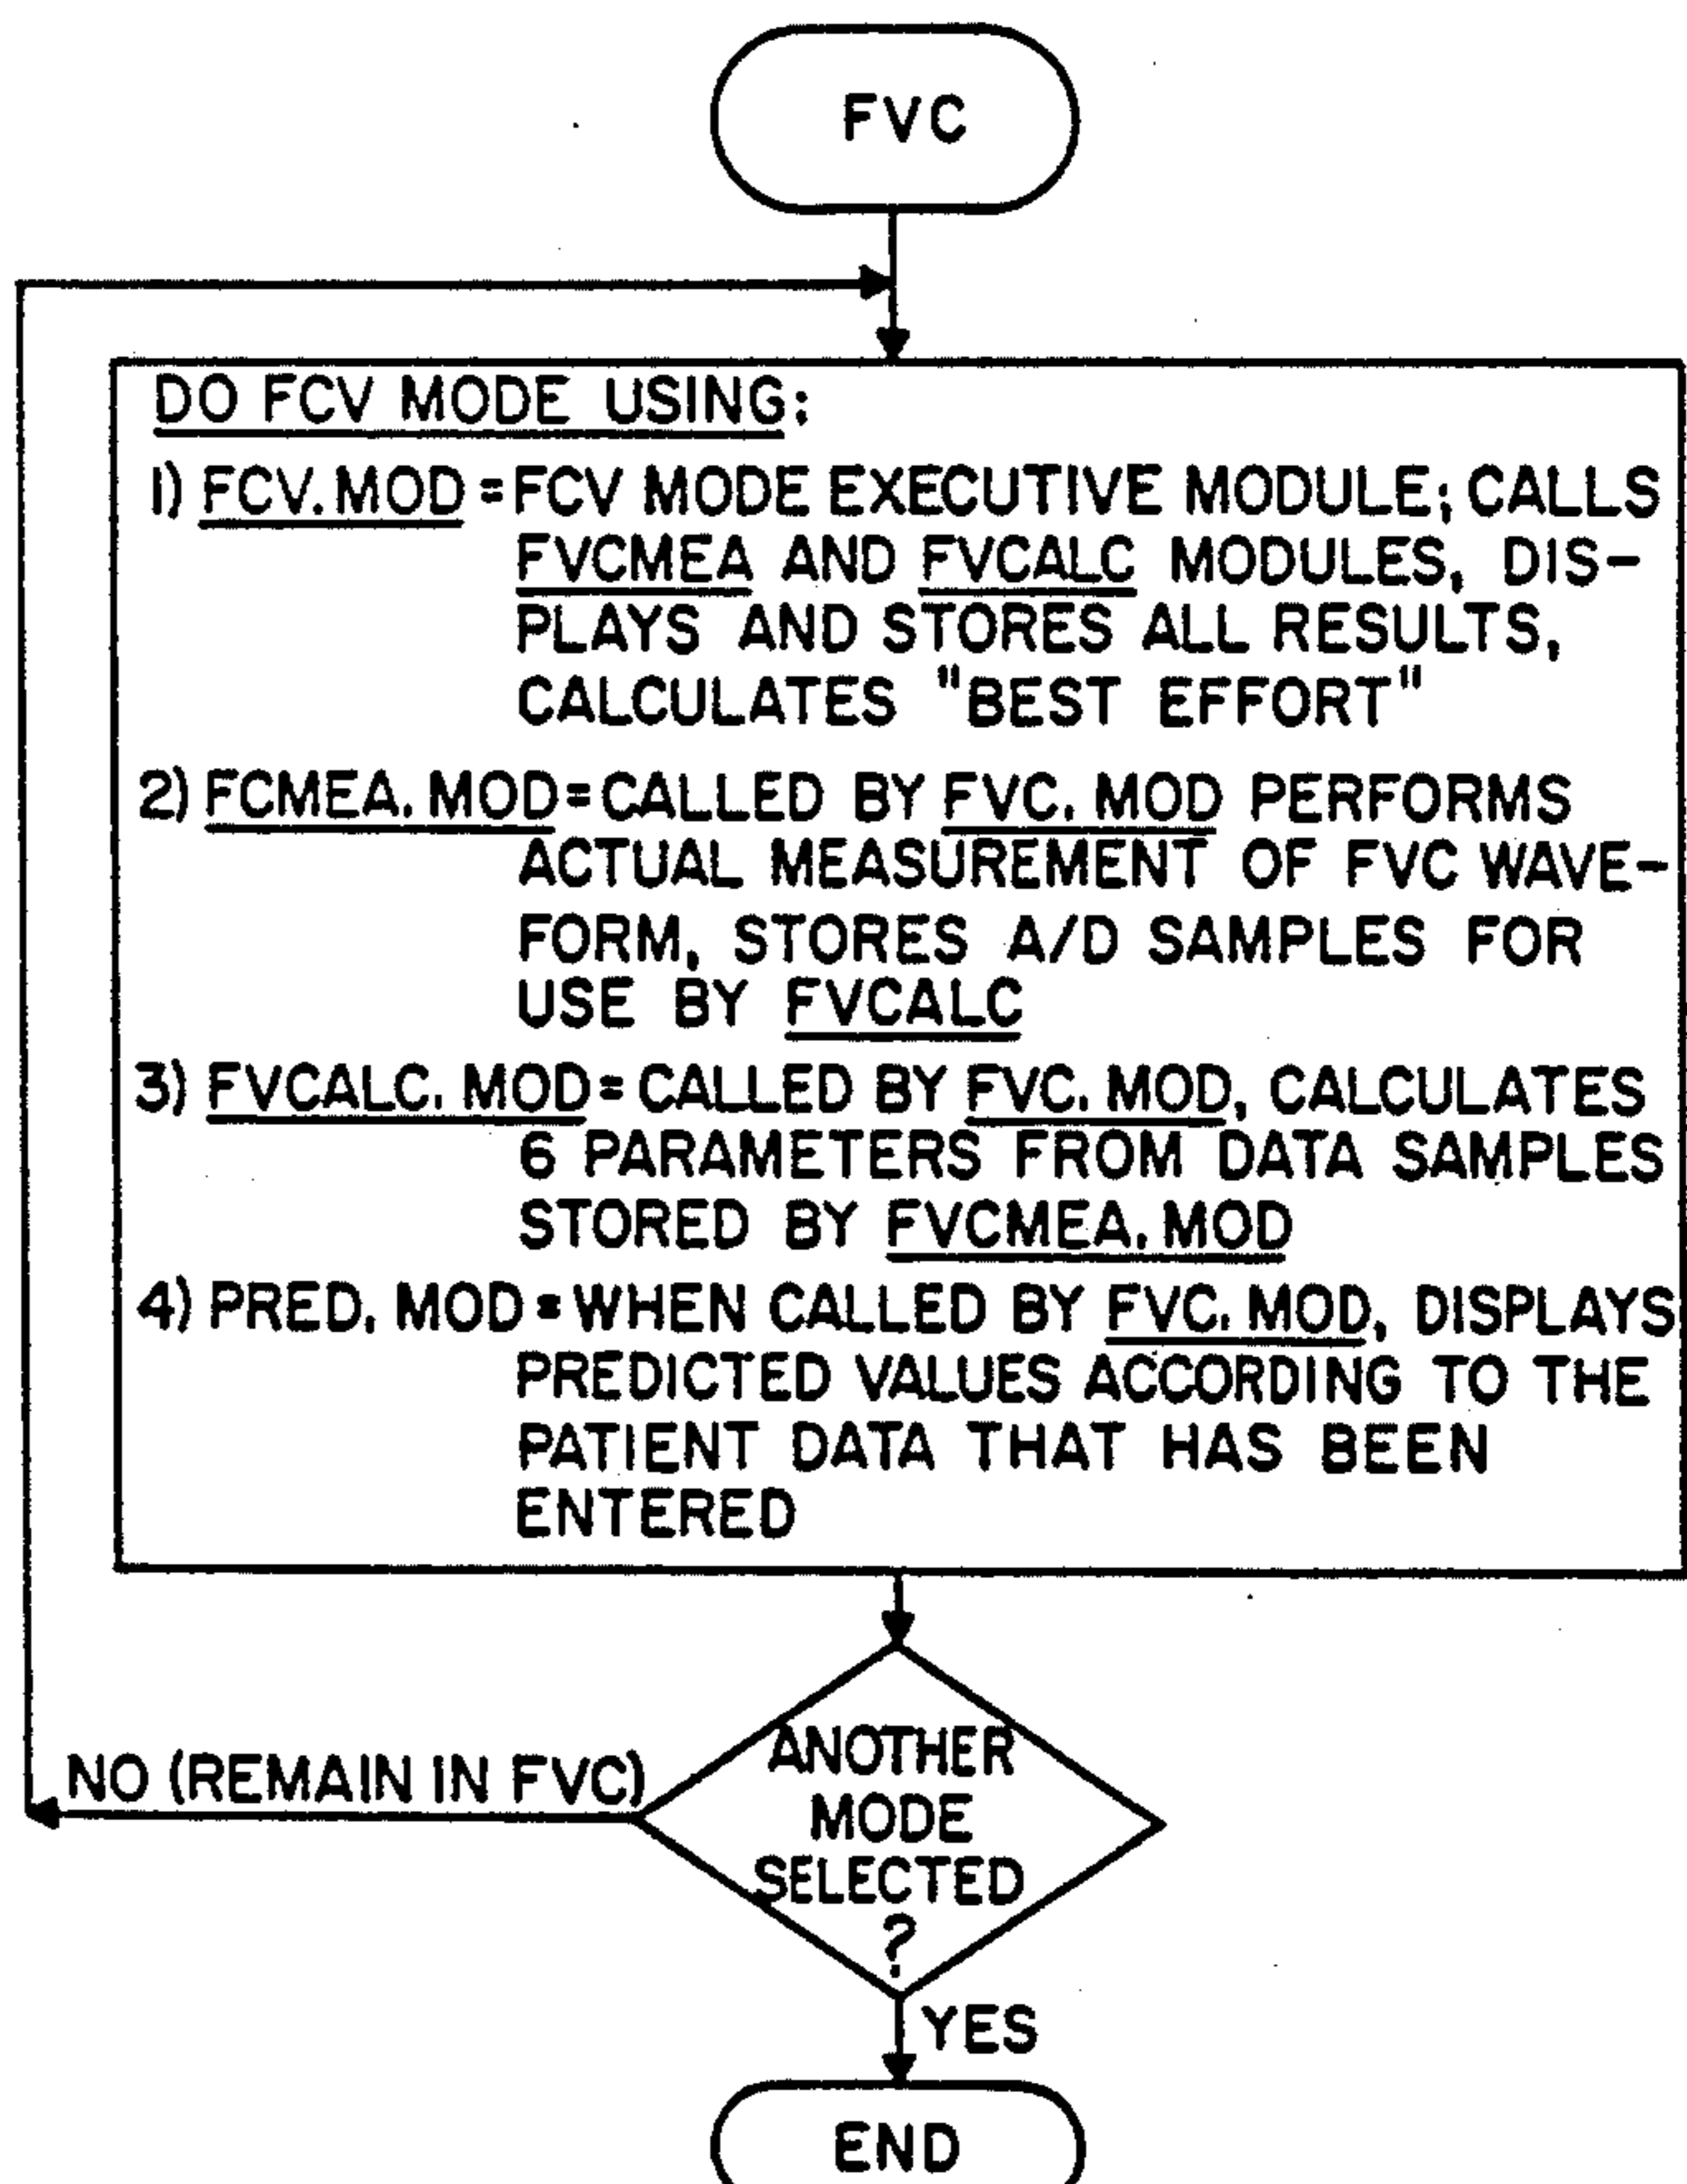 FVC
DO FCV MODE USING:
1) FCV.MOD = FCV MODE EXECUTIVE MODULE; CALLS
FVCMEA AND FVCALC MODULES, DIS-
PLAYS AND STORES ALL RESULTS,
CALCULATES "BEST EFFORT"
2) FCMEA.MOD = CALLED BY FVC.MOD PERFORMS
ACTUAL MEASUREMENT OF FVC WAVE-
FORM, STORES A/D SAMPLES FOR
USE BY FVCALC
3) FVCALC.MOD = CALLED BY FVC.MOD, CALCULATES
6 PARAMETERS FROM DATA SAMPLES
STORED BY FVCMEA.MOD
4) PRED.MOD = WHEN CALLED BY FVC.MOD, DISPLAYS
PREDICTED VALUES ACCORDING TO THE
PATIENT DATA THAT HAS BEEN
ENTERED
NO (REMAIN IN FVC)
ANOTHER
MODE
SELECTED
?
YES
END